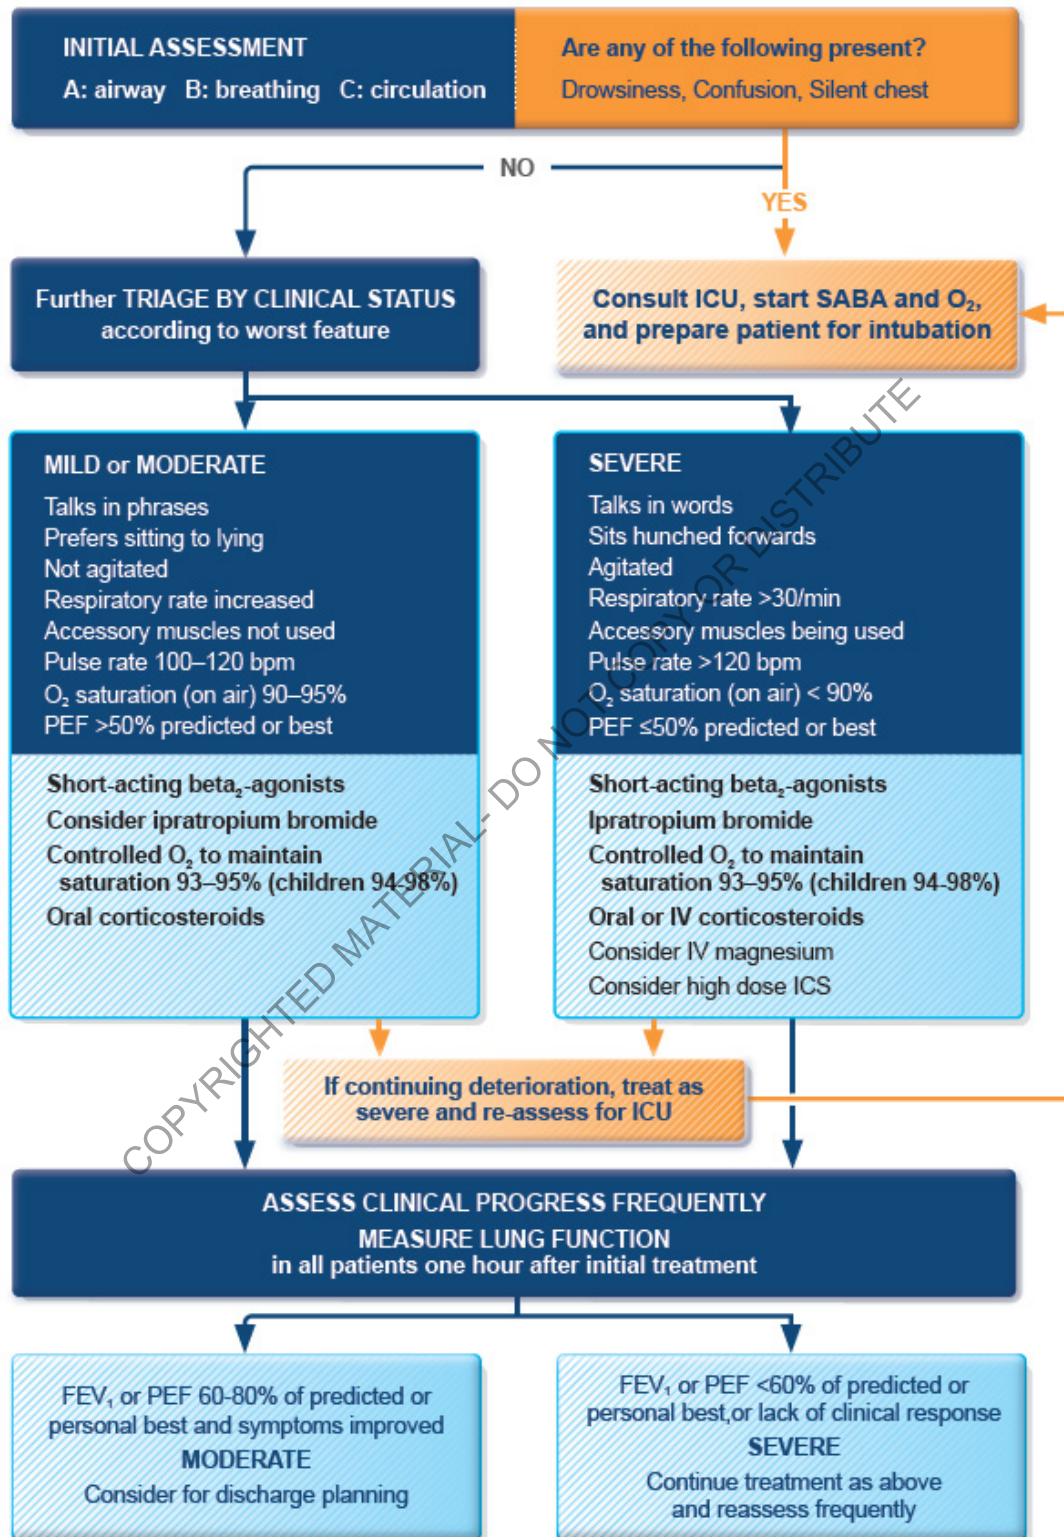 INITIAL ASSESSMENT
A: airway B: breathing C: circulation
Are any of the following present?
Drowsiness, Confusion, Silent chest
NO
YES
Further TRIAGE BY CLINICAL STATUS
according to worst feature
Consult ICU, start SABA and O₂,
and prepare patient for intubation
MILD or MODERATE
Talks in phrases
Prefers sitting to lying
Not agitated
Respiratory rate increased
Accessory muscles not used
Pulse rate 100–120 bpm
O₂ saturation (on air) 90–95%
PEF >50% predicted or best
SEVERE
Talks in words
Sits hunched forwards
Agitated
Respiratory rate >30/min
Accessory muscles being used
Pulse rate >120 bpm
O₂ saturation (on air) < 90%
PEF ≤50% predicted or best
Short-acting beta₂-agonists
Consider ipratropium bromide
Controlled O₂ to maintain
saturation 93–95% (children 94-98%)
Oral corticosteroids
Short-acting beta₂-agonists
Ipratropium bromide
Controlled O₂ to maintain
saturation 93–95% (children 94-98%)
Oral or IV corticosteroids
Consider IV magnesium
Consider high dose ICS
If continuing deterioration, treat as
severe and re-assess for ICU
ASSESS CLINICAL PROGRESS FREQUENTLY
MEASURE LUNG FUNCTION
in all patients one hour after initial treatment
FEV₁ or PEF 60-80% of predicted or
personal best and symptoms improved
MODERATE
Consider for discharge planning
FEV₁ or PEF <60% of predicted or
personal best,or lack of clinical response
SEVERE
Continue treatment as above
and reassess frequently
COPYRIGHTED MATERIAL- DO NOT COPY OR DISTRIBUTE